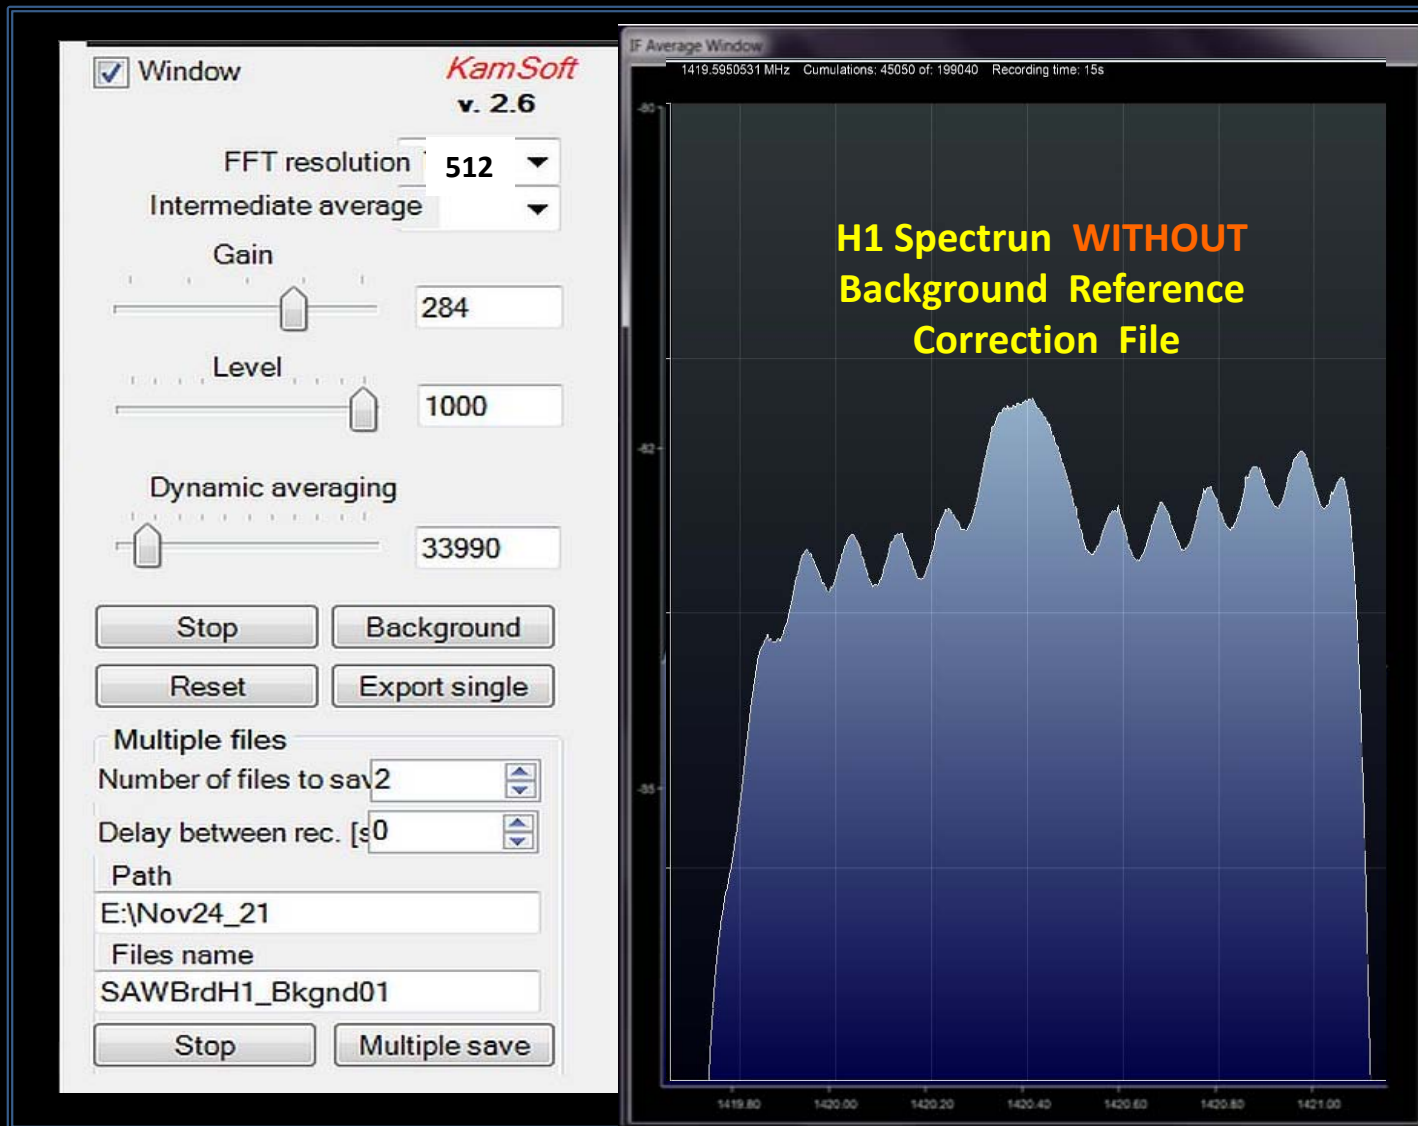 Window
KamSoft
v. 2.6
FFT resolution 512
Intermediate average
Gain
284
Level
1000
Dynamic averaging
33990
Stop
Background
Reset
Export single
Multiple files
Number of files to sav 2
Delay between rec. [s 0
Path
E:\Nov24_21
Files name
SAWBrdH1_Bkgnd01
Stop
Multiple save
IF Average Window
1419.5950531 MHz Cumulations: 45050 of: 199040 Recording time: 15s
H1 Spectrun WITHOUT
Background Reference
Correction File
-80
-82
-85
1419.80 1420.00 1420.20 1420.40 1420.60 1420.80 1421.00